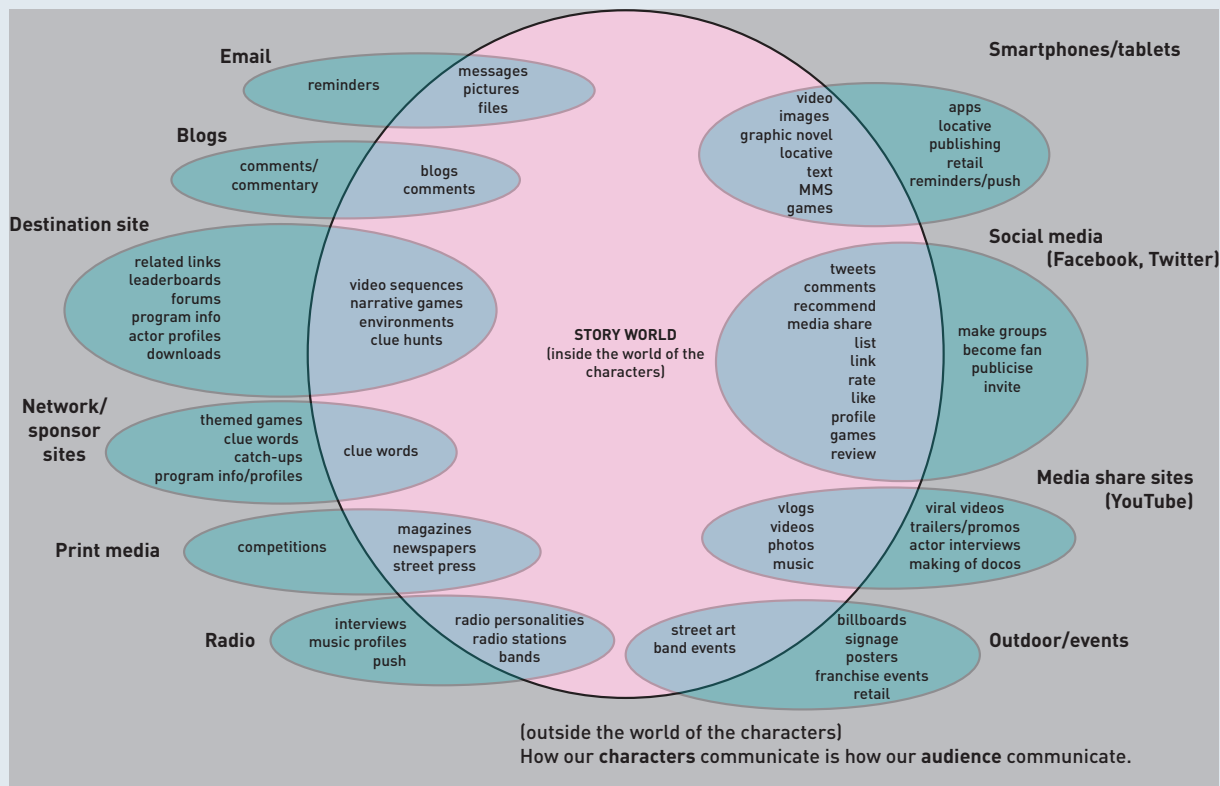 Email
reminders
messages
pictures
files
Blogs
comments/
commentary
blogs
comments
Destination site
related links
leaderboards
forums
program info
actor profiles
downloads
video sequences
narrative games
environments
clue hunts
Network/
sponsor
sites
themed games
clue words
catch-ups
program info/profiles
clue words
Print media
competitions
magazines
newspapers
street press
Radio
interviews
music profiles
push
radio personalities
radio stations
bands
STORY WORLD
(inside the world of the
characters)
Smartphones/tablets
video
images
graphic novel
locative
text
MMS
games
apps
locative
publishing
retail
reminders/push
Social media
(Facebook, Twitter)
tweets
comments
recommend
media share
list
link
rate
like
profile
games
review
make groups
become fan
publicise
invite
Media share sites
(YouTube)
vlogs
videos
photos
music
viral videos
trailers/promos
actor interviews
making of docos
Outdoor/events
street art
band events
billboards
signage
posters
franchise events
retail
(outside the world of the characters)
How our characters communicate is how our audience communicate.